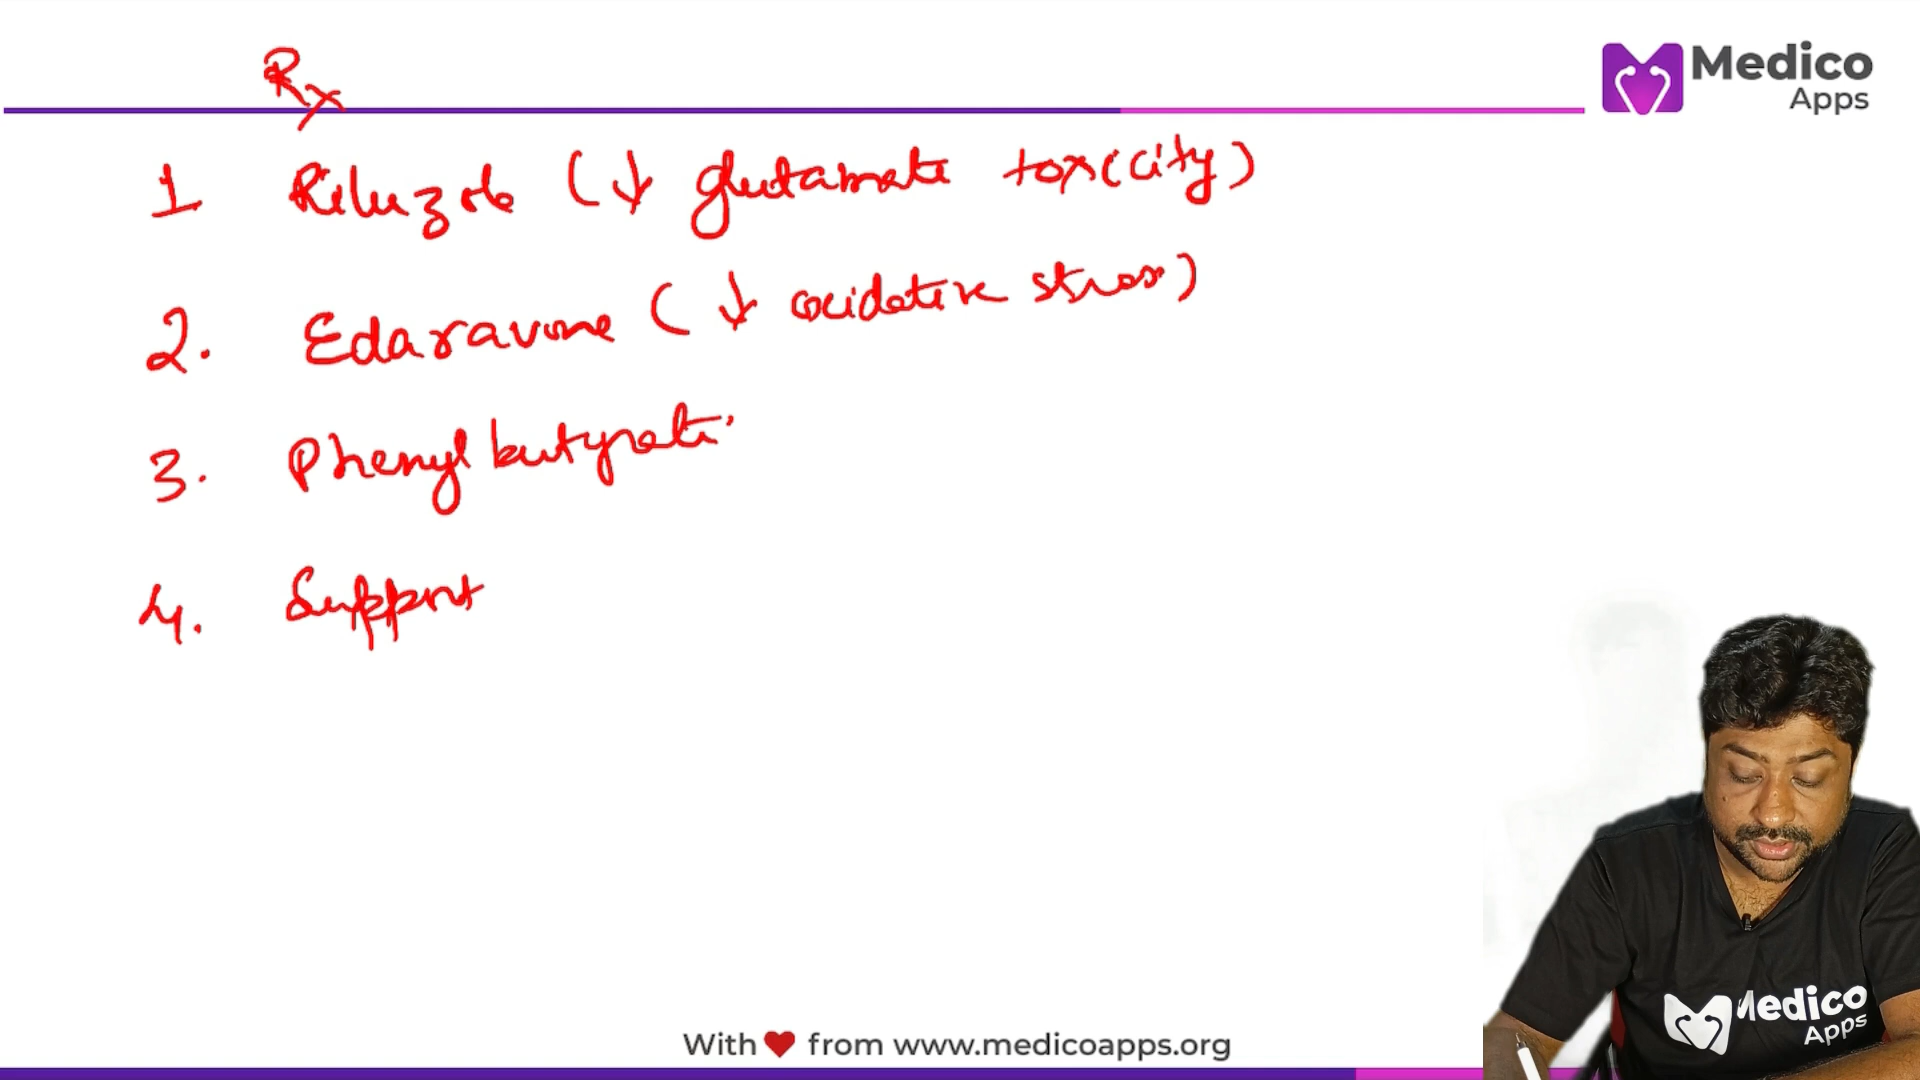 Rx
Medico
Apps
1 Riluzole (↓ glutamate toxicity)
2. Edaravone (↓ oxidative stress)
3. Phenyl butyrate
4. Support
Medico
Apps
With ❤ from www.medicoapps.org